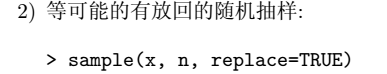 2) 等可能的有放回的随机抽样:
> sample(x, n, replace=TRUE)